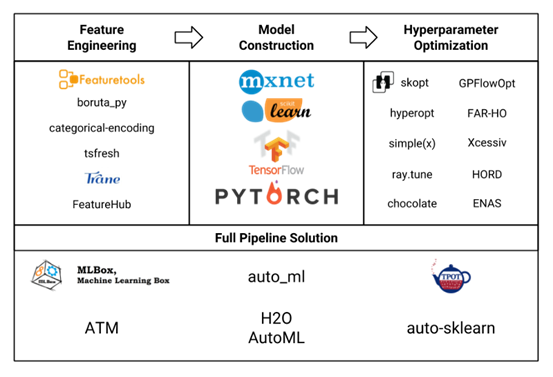 Feature
Engineering
Model
Construction
Hyperparameter
Optimization
Featuretools
boruta_py
categorical-encoding
tsfresh
Trane
FeatureHub
mxnet
scikit
learn
TensorFlow
PYTORCH
skopt
GPFlowOpt
hyperopt
FAR-HO
simple(x)
Xcessiv
ray.tune
HORD
chocolate
ENAS
Full Pipeline Solution
MLBox,
Machine Learning Box
auto_ml
TPOT
ATM
H2O
AutoML
auto-sklearn